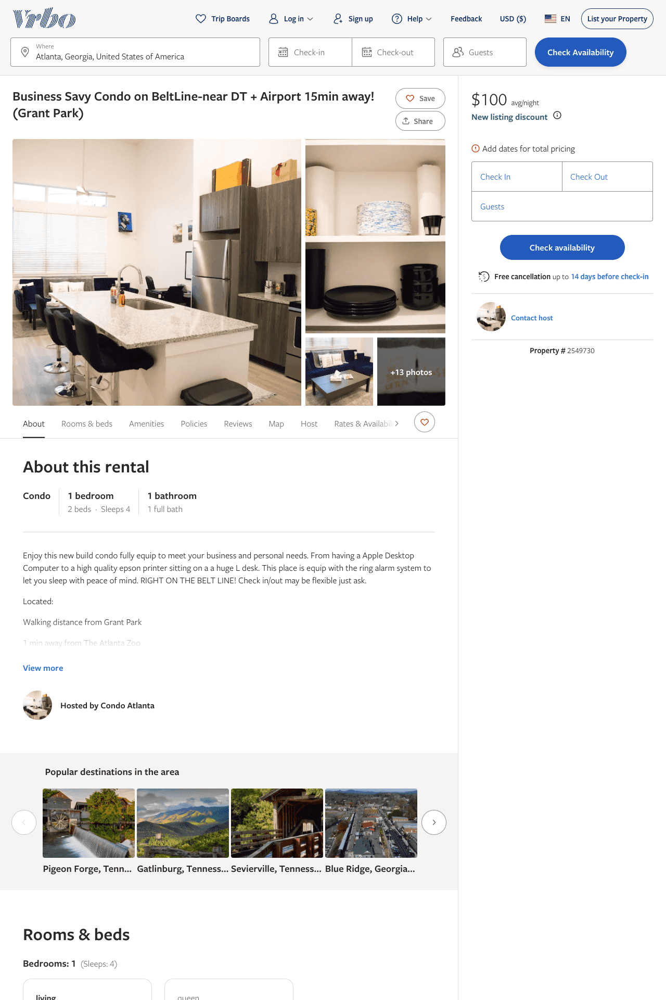 Vrbo
Trip Boards
Log in
Sign up
Help
Feedback
USD ($)
EN
List your Property
Where
Atlanta, Georgia, United States of America
Check-in
Check-out
Guests
Check Availability
Business Savy Condo on BeltLine-near DT + Airport 15min away!
(Grant Park)
Save
Share
+13 photos
$100 avg/night
New listing discount
Add dates for total pricing
Check In
Check Out
Guests
Check availability
Free cancellation up to 14 days before check-in
Contact host
Property # 2549730
About
Rooms & beds
Amenities
Policies
Reviews
Map
Host
Rates & Availabili
About this rental
Condo
1 bedroom
2 beds · Sleeps 4
1 bathroom
1 full bath
Enjoy this new build condo fully equip to meet your business and personal needs. From having a Apple Desktop
Computer to a high quality epson printer sitting on a a huge L desk. This place is equip with the ring alarm system to
let you sleep with peace of mind. RIGHT ON THE BELT LINE! Check in/out may be flexible just ask.
Located:
Walking distance from Grant Park
1 min away from The Atlanta Zoo
View more
Hosted by Condo Atlanta
Popular destinations in the area
Pigeon Forge, Tenn...
Gatlinburg, Tenness...
Sevierville, Tenness...
Blue Ridge, Georgia...
Rooms & beds
Bedrooms: 1 (Sleeps: 4)
living
queen